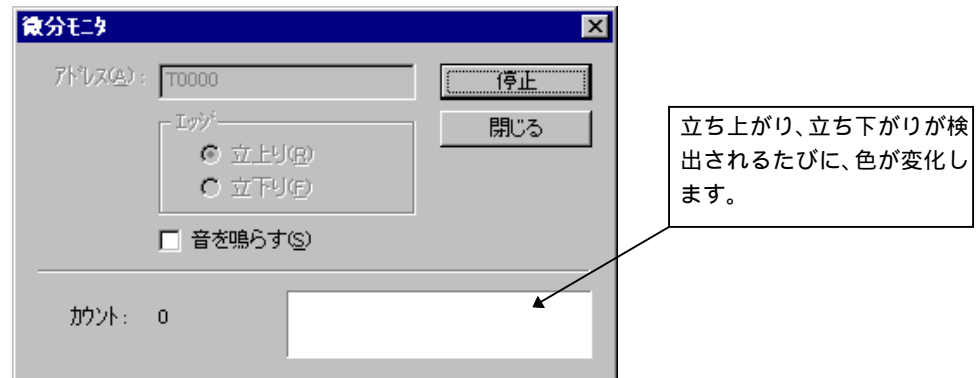 微分モニタ
アドレス(A): T0000
停止
エッジ
閉じる
立上り(R)
立下り(F)
音を鳴らす(S)
カウント: 0
立ち上がり、立ち下がりが検
出されるたびに、色が変化し
ます。